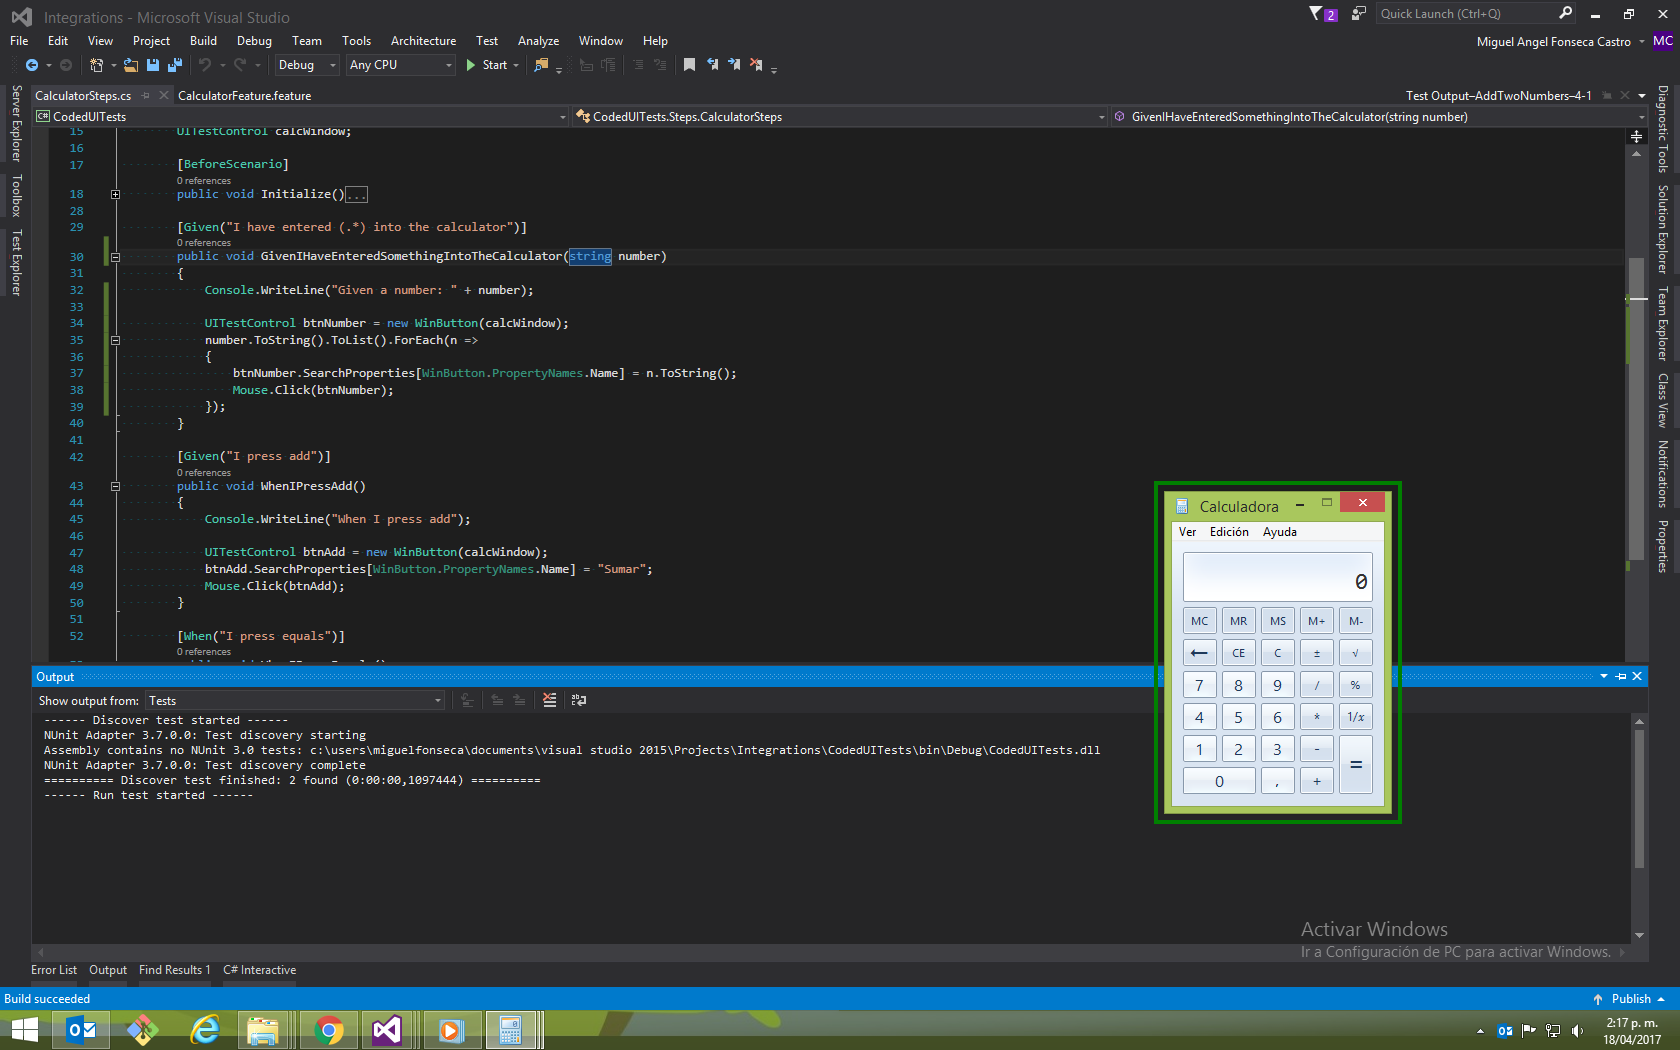 Integrations - Microsoft Visual Studio
2
Quick Launch (Ctrl+Q)
File Edit View Project Build Debug Team Tools Architecture Test Analyze Window Help
Miguel Angel Fonseca Castro MC
Debug Any CPU Start
CalculatorSteps.cs CalculatorFeature.feature
Test Output–AddTwoNumbers–4-1
C# CodedUITests CodedUITests.Steps.CalculatorSteps GivenIHaveEnteredSomethingIntoTheCalculator(string number)
Server Explorer
Toolbox
Test Explorer
15 UITestControl calcWindow;
16
17 [BeforeScenario]
0 references
18 public void Initialize()...
28
29 [Given("I have entered (.*) into the calculator")]
0 references
30 public void GivenIHaveEnteredSomethingIntoTheCalculator(string number)
31 {
32 Console.WriteLine("Given a number: " + number);
33
34 UITestControl btnNumber = new WinButton(calcWindow);
35 number.ToString().ToList().ForEach(n =>
36 {
37 btnNumber.SearchProperties[WinButton.PropertyNames.Name] = n.ToString();
38 Mouse.Click(btnNumber);
39 });
40 }
41
42 [Given("I press add")]
0 references
43 public void WhenIPressAdd()
44 {
45 Console.WriteLine("When I press add");
46
47 UITestControl btnAdd = new WinButton(calcWindow);
48 btnAdd.SearchProperties[WinButton.PropertyNames.Name] = "Sumar";
49 Mouse.Click(btnAdd);
50 }
51
52 [When("I press equals")]
0 references
Diagnostic Tools
Solution Explorer
Team Explorer
Class View
Notifications
Properties
Calculadora
Ver Edición Ayuda
0
MC MR MS M+ M-
← CE C ± √
7 8 9 / %
4 5 6 * 1/x
1 2 3 - =
0 , +
Output
Show output from: Tests
------ Discover test started ------
NUnit Adapter 3.7.0.0: Test discovery starting
Assembly contains no NUnit 3.0 tests: c:\users\miguelfonseca\documents\visual studio 2015\Projects\Integrations\CodedUITests\bin\Debug\CodedUITests.dll
NUnit Adapter 3.7.0.0: Test discovery complete
========== Discover test finished: 2 found (0:00:00,1097444) ==========
------ Run test started ------
Activar Windows
Ir a Configuración de PC para activar Windows.
Error List Output Find Results 1 C# Interactive
Build succeeded
Publish
2:17 p. m.
18/04/2017